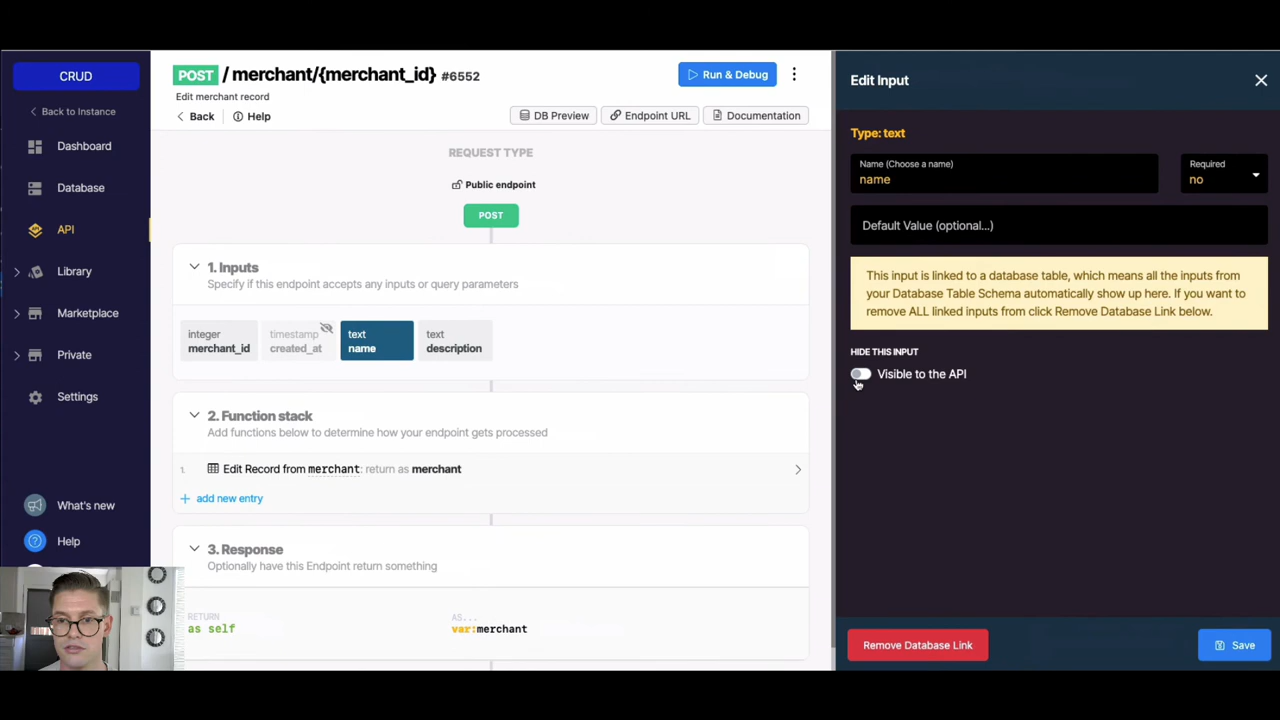 CRUD
Back to Instance
Dashboard
Database
API
Library
Marketplace
Private
Settings
What's new
Help
POST / merchant/{merchant_id} #6552
Edit merchant record
Back
Help
Run & Debug
DB Preview
Endpoint URL
Documentation
REQUEST TYPE
Public endpoint
POST
1. Inputs
Specify if this endpoint accepts any inputs or query parameters
integer
merchant_id
timestamp
created_at
text
name
text
description
2. Function stack
Add functions below to determine how your endpoint gets processed
1. Edit Record from merchant: return as merchant
+ add new entry
3. Response
Optionally have this Endpoint return something
RETURN
as self
AS...
var:merchant
Edit Input
Type: text
Name (Choose a name)
name
Required
no
Default Value (optional...)
This input is linked to a database table, which means all the inputs from
your Database Table Schema automatically show up here. If you want to
remove ALL linked inputs from click Remove Database Link below.
HIDE THIS INPUT
Visible to the API
Remove Database Link
Save